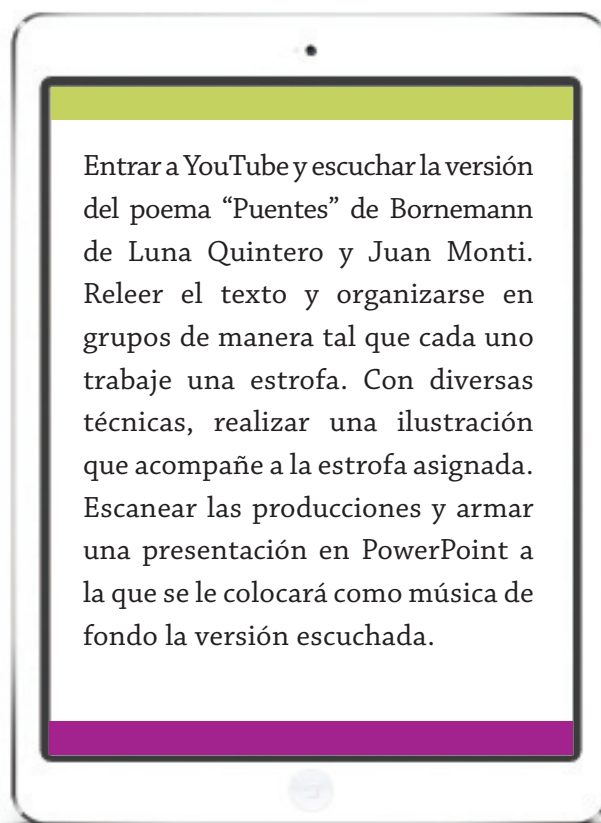 Entrar a YouTube y escuchar la versión
del poema “Puentes” de Bornemann
de Luna Quintero y Juan Monti.
Releer el texto y organizarse en
grupos de manera tal que cada uno
trabaje una estrofa. Con diversas
técnicas, realizar una ilustración
que acompañe a la estrofa asignada.
Escanear las producciones y armar
una presentación en PowerPoint a
la que se le colocará como música de
fondo la versión escuchada.